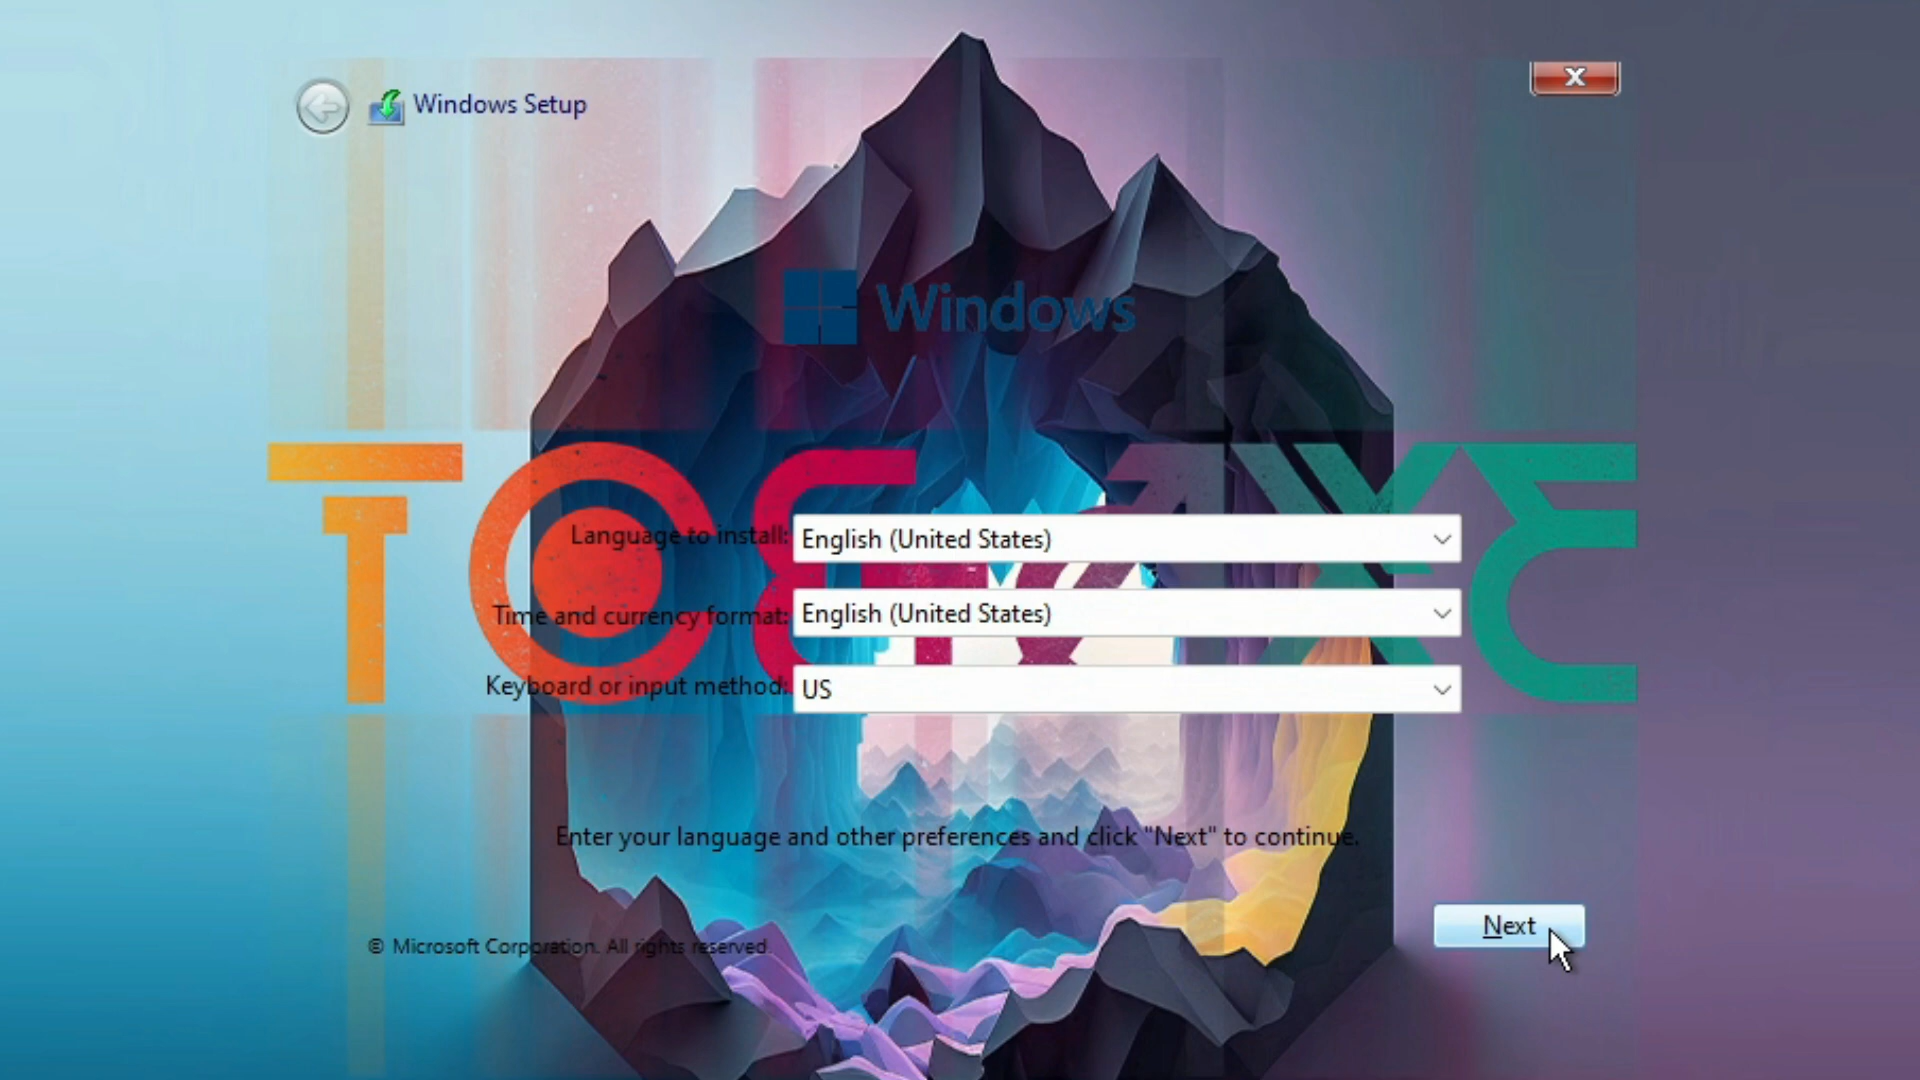 Windows Setup
Windows
Language to install: English (United States)
Time and currency format: English (United States)
Keyboard or input method: US
Enter your language and other preferences and click "Next" to continue.
© Microsoft Corporation. All rights reserved.
Next